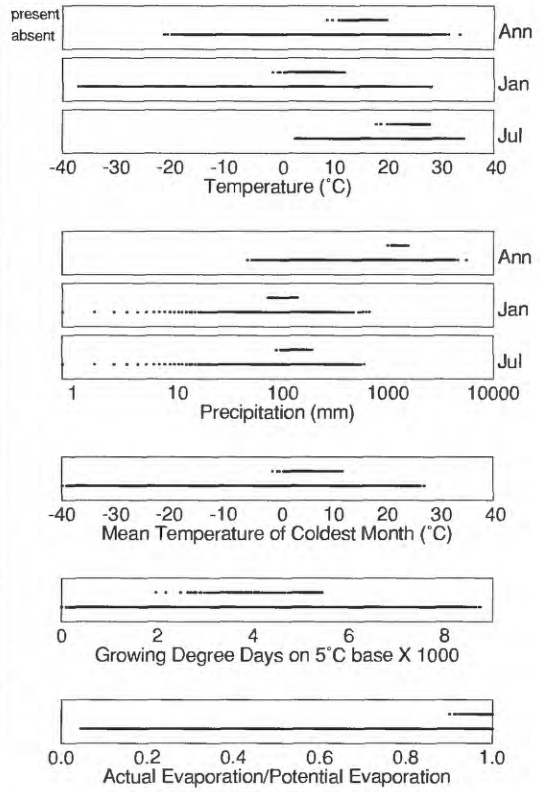 present
absent
Ann
Jan
Jul
-40 -30 -20 -10 0 10 20 30 40
Temperature (˚C)
Ann
Jan
Jul
1 10 100 1000 10000
Precipitation (mm)
-40 -30 -20 -10 0 10 20 30 40
Mean Temperature of Coldest Month (˚C)
0 2 4 6 8
Growing Degree Days on 5˚C base X 1000
0.0 0.2 0.4 0.6 0.8 1.0
Actual Evaporation/Potential Evaporation